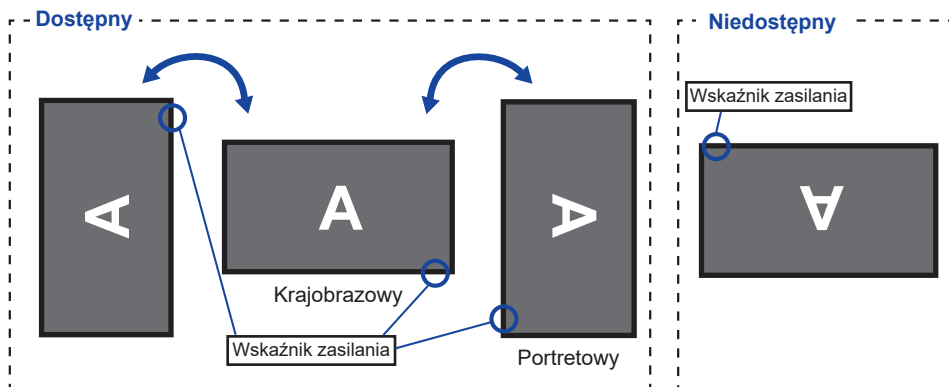 Dostępny
Niedostępny
Wskaźnik zasilania
A
A
A
A
Krajobrazowy
Wskaźnik zasilania
Portretowy